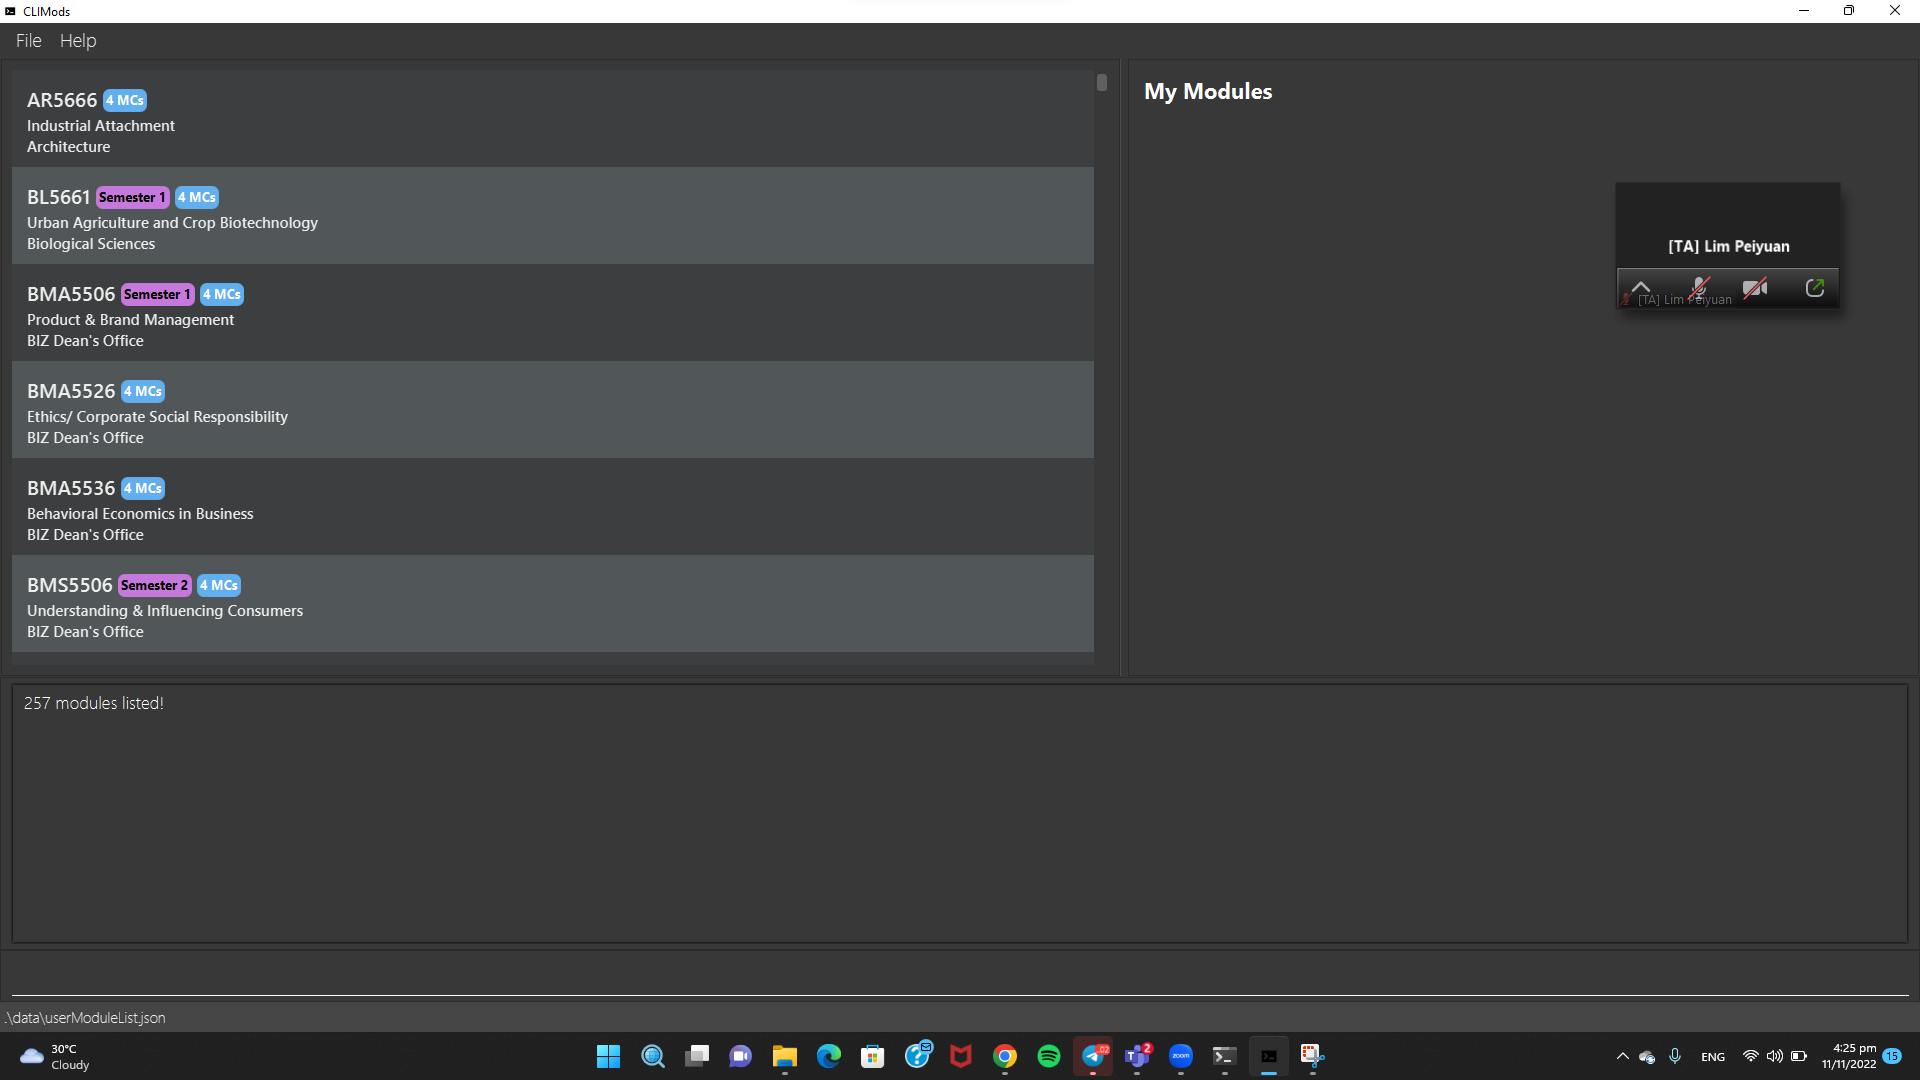 CLIMods
File Help
AR5666 4 MCs
Industrial Attachment
Architecture
BL5661 Semester 1 4 MCs
Urban Agriculture and Crop Biotechnology
Biological Sciences
BMA5506 Semester 1 4 MCs
Product & Brand Management
BIZ Dean's Office
BMA5526 4 MCs
Ethics/ Corporate Social Responsibility
BIZ Dean's Office
BMA5536 4 MCs
Behavioral Economics in Business
BIZ Dean's Office
BMS5506 Semester 2 4 MCs
Understanding & Influencing Consumers
BIZ Dean's Office
My Modules
[TA] Lim Peiyuan
[TA] Lim Peiyuan
257 modules listed!
.\data\userModuleList.json
30°C
Cloudy
02
2
zoom
ENG
4:25 pm
11/11/2022
15